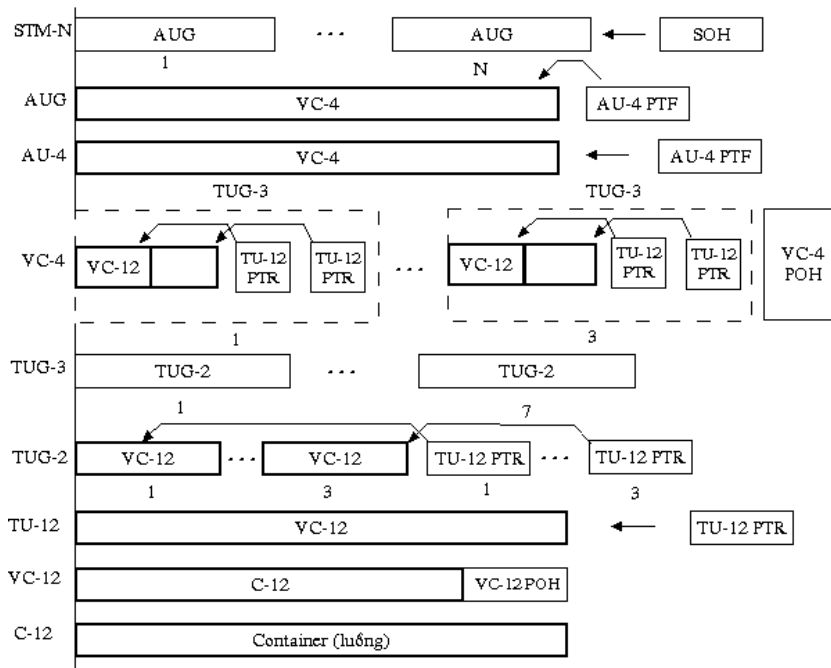 STM-N AUG ... AUG SOH
1 N
AUG VC-4 AU-4 PTF
AU-4 VC-4 AU-4 PTF
TUG-3 TUG-3
VC-4 VC-12 TU-12 PTR TU-12 PTR ... VC-12 TU-12 PTR TU-12 PTR VC-4 POH
1 3
TUG-3 TUG-2 ... TUG-2
1 7
TUG-2 VC-12 ... VC-12 TU-12 PTR ... TU-12 PTR
1 3 1 3
TU-12 VC-12 TU-12 PTR
VC-12 C-12 VC-12 POH
C-12 Container (luồng)